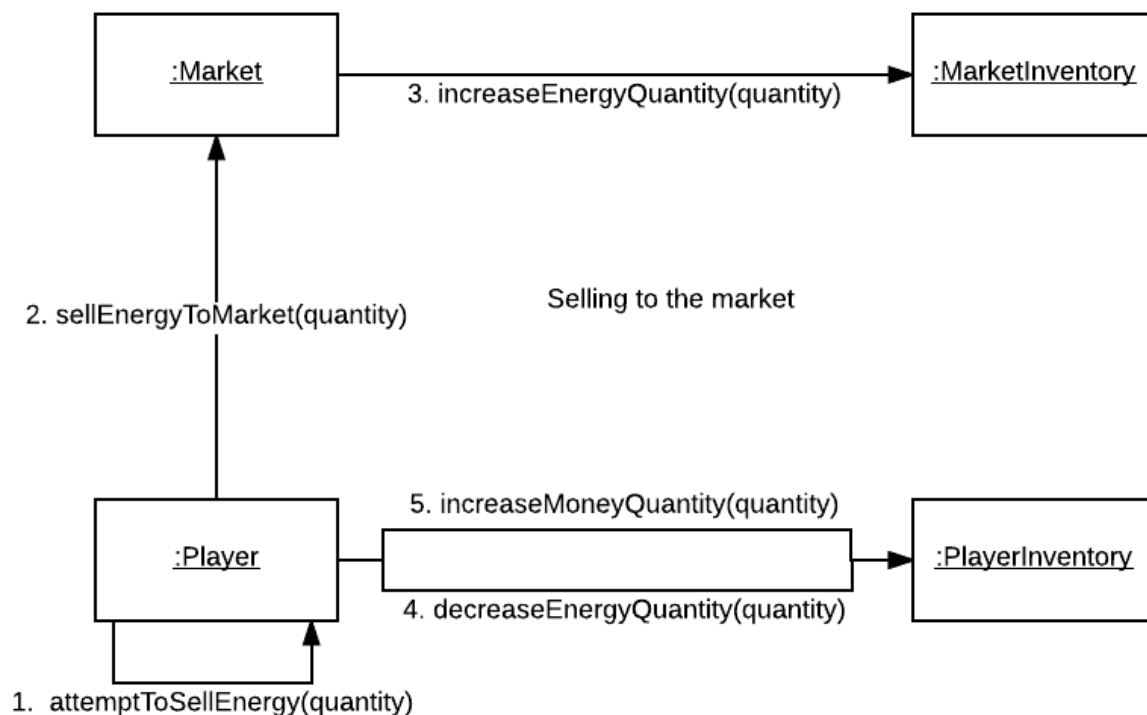 :Market
:MarketInventory
3. increaseEnergyQuantity(quantity)
Selling to the market
2. sellEnergyToMarket(quantity)
5. increaseMoneyQuantity(quantity)
:Player
:PlayerInventory
4. decreaseEnergyQuantity(quantity)
1. attemptToSellEnergy(quantity)